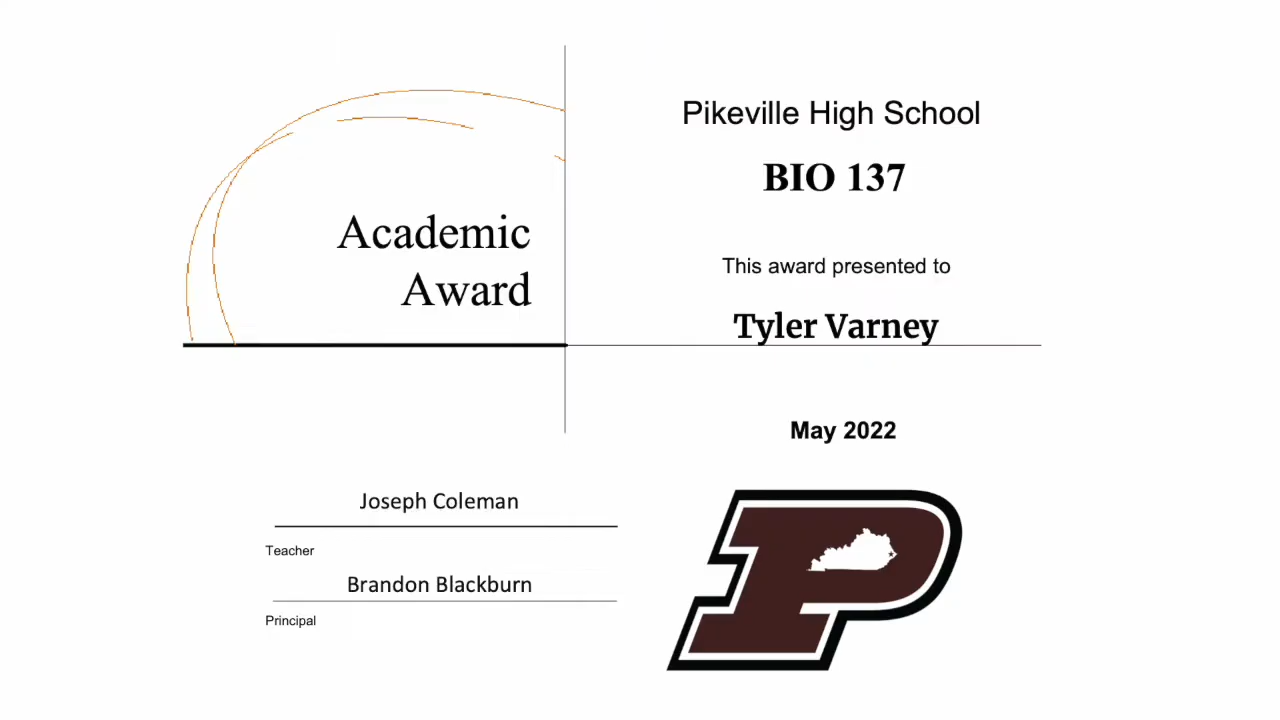 Academic
Award
Pikeville High School
BIO 137
This award presented to
Tyler Varney
May 2022
Joseph Coleman
Teacher
Brandon Blackburn
Principal
P